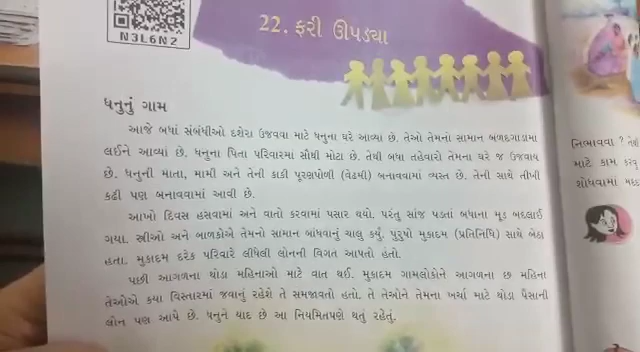 N3L6N2
22. ફરી ઊપડ્યા
ધનુનું ગામ
આજે બધાં સંબંધીઓ દશેરા ઉજવવા માટે ધનુના ઘરે આવ્યા છે. તેઓ તેમનો સામાન બળદગાડામાં
લઈને આવ્યાં છે. ધનુના પિતા પરિવારમાં સૌથી મોટા છે. તેથી બધા તહેવારો તેમના ઘરે જ ઉજવાય
છે. ધનુની માતા, મામી અને તેની કાકી પૂરણપોળી (વેઢમી) બનાવવામાં વ્યસ્ત છે. તેની સાથે તીખી
કઢી પણ બનાવવામાં આવી છે.
આખો દિવસ હસવામાં અને વાતો કરવામાં પસાર થયો. પરંતુ સાંજ પડતાં બધાના મૂડ બદલાઈ
ગયા. સ્ત્રીઓ અને બાળકોએ તેમનો સામાન બાંધવાનું ચાલુ કર્યું. પુરુષો મુકાદમ (પ્રતિનિધિ) સાથે બેઠા
હતા. મુકાદમ દરેક પરિવારે લીધેલી લોનની વિગત આપતો હતો.
પછી આગળના થોડા મહિનાઓ માટે વાત થઈ. મુકાદમ ગામલોકોને આગળના છ મહિના
તેઓએ કયા વિસ્તારમાં જવાનું રહેશે તે સમજાવતો હતો. તે તેઓને તેમના ખર્ચા માટે થોડા પૈસાની
લોન પણ આપે છે. ધનુને યાદ છે આ નિયમિતપણે થતું રહેતું.
નિભાવવા ?
માટે કામ કરવુ
શોધવામાં મદદ